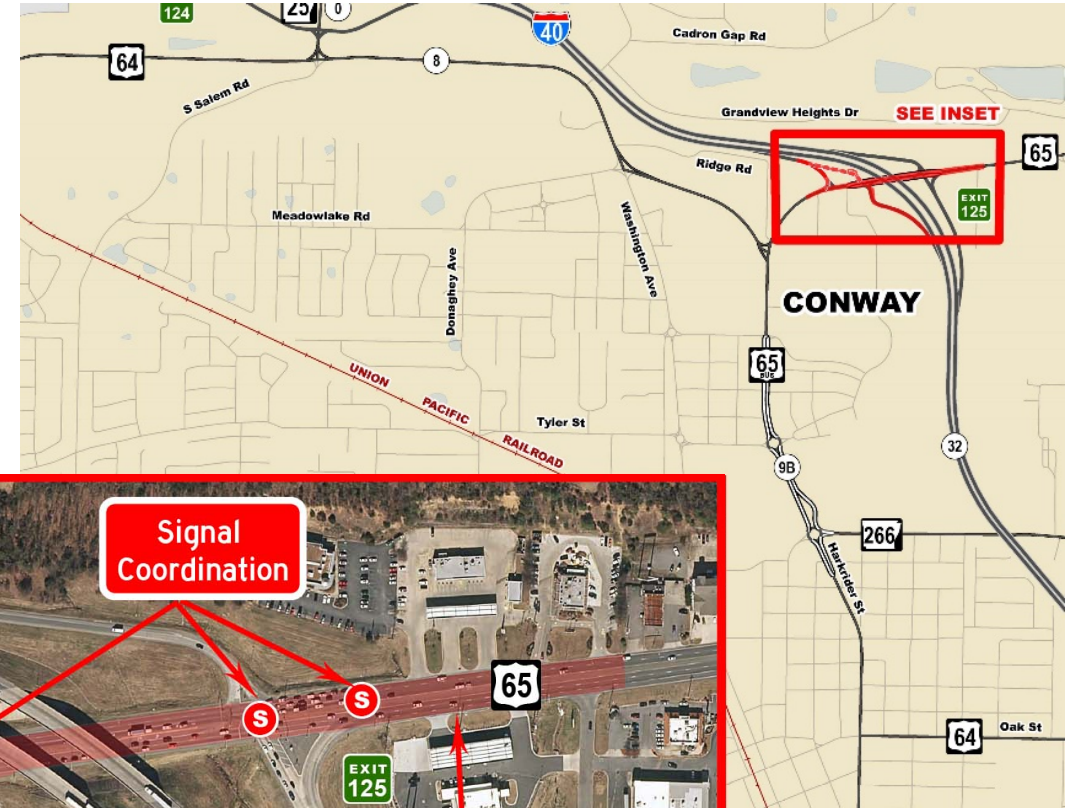 124
25
0
40
Cadron Gap Rd
64
8
S Salem Rd
Grandview Heights Dr
SEE INSET
65
Ridge Rd
EXIT
125
Meadowlake Rd
Washington Ave
Donaghey Ave
CONWAY
65
BUS
UNION
PACIFIC
RAILROAD
Tyler St
9B
32
266
Harkrider St
64
Oak St
Signal
Coordination
65
S
S
EXIT
125